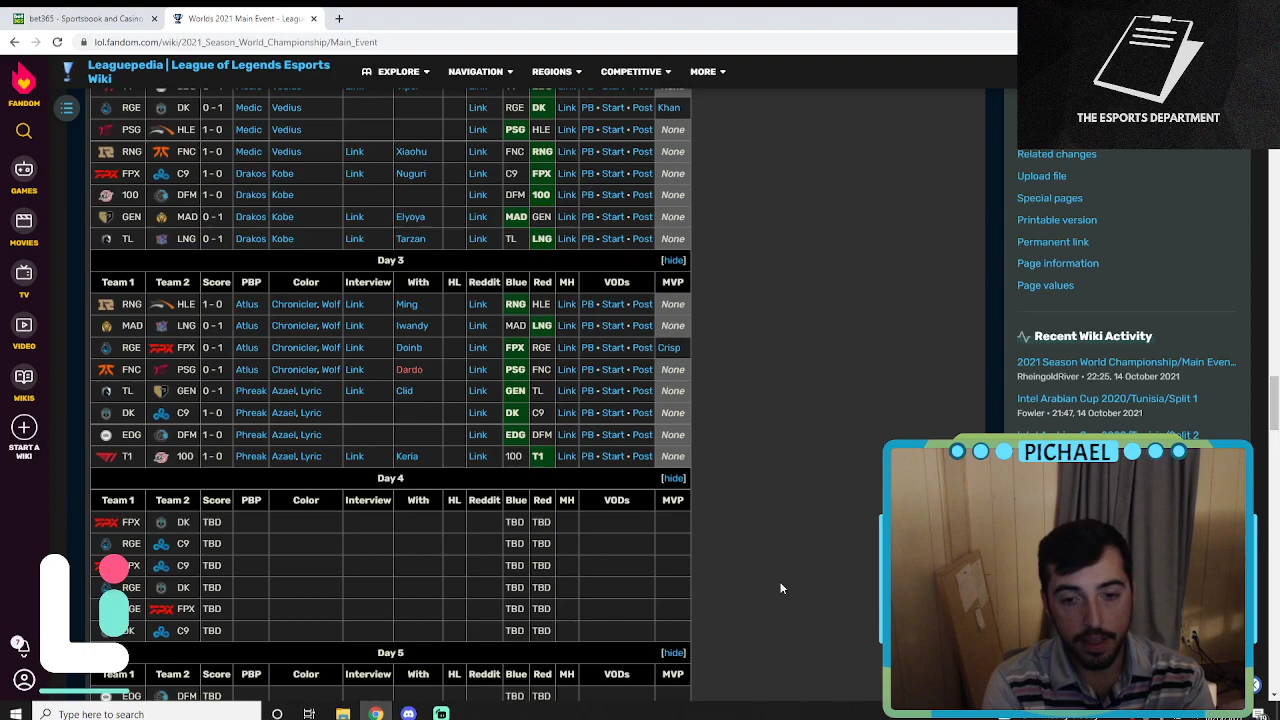 bet365 - Sportsbook and Casino
Worlds 2021 Main Event - Leagu
lol.fandom.com/wiki/2021_Season_World_Championship/Main_Event
THE ESPORTS DEPARTMENT
FANDOM
GAMES
MOVIES
TV
VIDEO
WIKIS
START A
WIKI
7
Leaguepedia | League of Legends Esports
Wiki
EXPLORE NAVIGATION REGIONS COMPETITIVE MORE
RGE DK 0 - 1 Medic Vedius Link RGE DK Link PB • Start • Post Khan
PSG HLE 1 - 0 Medic Vedius Link PSG HLE Link PB • Start • Post None
RNG FNC 1 - 0 Medic Vedius Link Xiaohu Link FNC RNG Link PB • Start • Post None
FPX C9 1 - 0 Drakos Kobe Link Nuguri Link C9 FPX Link PB • Start • Post None
100 DFM 1 - 0 Drakos Kobe Link DFM 100 Link PB • Start • Post None
GEN MAD 0 - 1 Drakos Kobe Link Elyoya Link MAD GEN Link PB • Start • Post None
TL LNG 0 - 1 Drakos Kobe Link Tarzan Link TL LNG Link PB • Start • Post None
Day 3 [hide]
Team 1 Team 2 Score PBP Color Interview With HL Reddit Blue Red MH VODs MVP
RNG HLE 1 - 0 Atlus Chronicler, Wolf Link Ming Link RNG HLE Link PB • Start • Post None
MAD LNG 0 - 1 Atlus Chronicler, Wolf Link Iwandy Link MAD LNG Link PB • Start • Post None
RGE FPX 0 - 1 Atlus Chronicler, Wolf Link Doinb Link FPX RGE Link PB • Start • Post Crisp
FNC PSG 0 - 1 Atlus Chronicler, Wolf Link Dardo Link PSG FNC Link PB • Start • Post None
TL GEN 0 - 1 Phreak Azael, Lyric Link Clid Link GEN TL Link PB • Start • Post None
DK C9 1 - 0 Phreak Azael, Lyric Link DK C9 Link PB • Start • Post None
EDG DFM 1 - 0 Phreak Azael, Lyric Link EDG DFM Link PB • Start • Post None
T1 100 1 - 0 Phreak Azael, Lyric Link Keria Link 100 T1 Link PB • Start • Post None
Day 4 [hide]
Team 1 Team 2 Score PBP Color Interview With HL Reddit Blue Red MH VODs MVP
FPX DK TBD TBD TBD
RGE C9 TBD TBD TBD
PX C9 TBD TBD TBD
RGE DK TBD TBD TBD
GE FPX TBD TBD TBD
DK C9 TBD TBD TBD
Day 5 [hide]
Team 1 Team 2 Score PBP Color Interview With HL Reddit Blue Red MH VODs MVP
EDG DFM TBD TBD TBD
Related changes
Upload file
Special pages
Printable version
Permanent link
Page information
Page values
Recent Wiki Activity
2021 Season World Championship/Main Even...
RheingoldRiver • 22:25, 14 October 2021
Intel Arabian Cup 2020/Tunisia/Split 1
Fowler • 21:47, 14 October 2021
PICHAEL
Type here to search